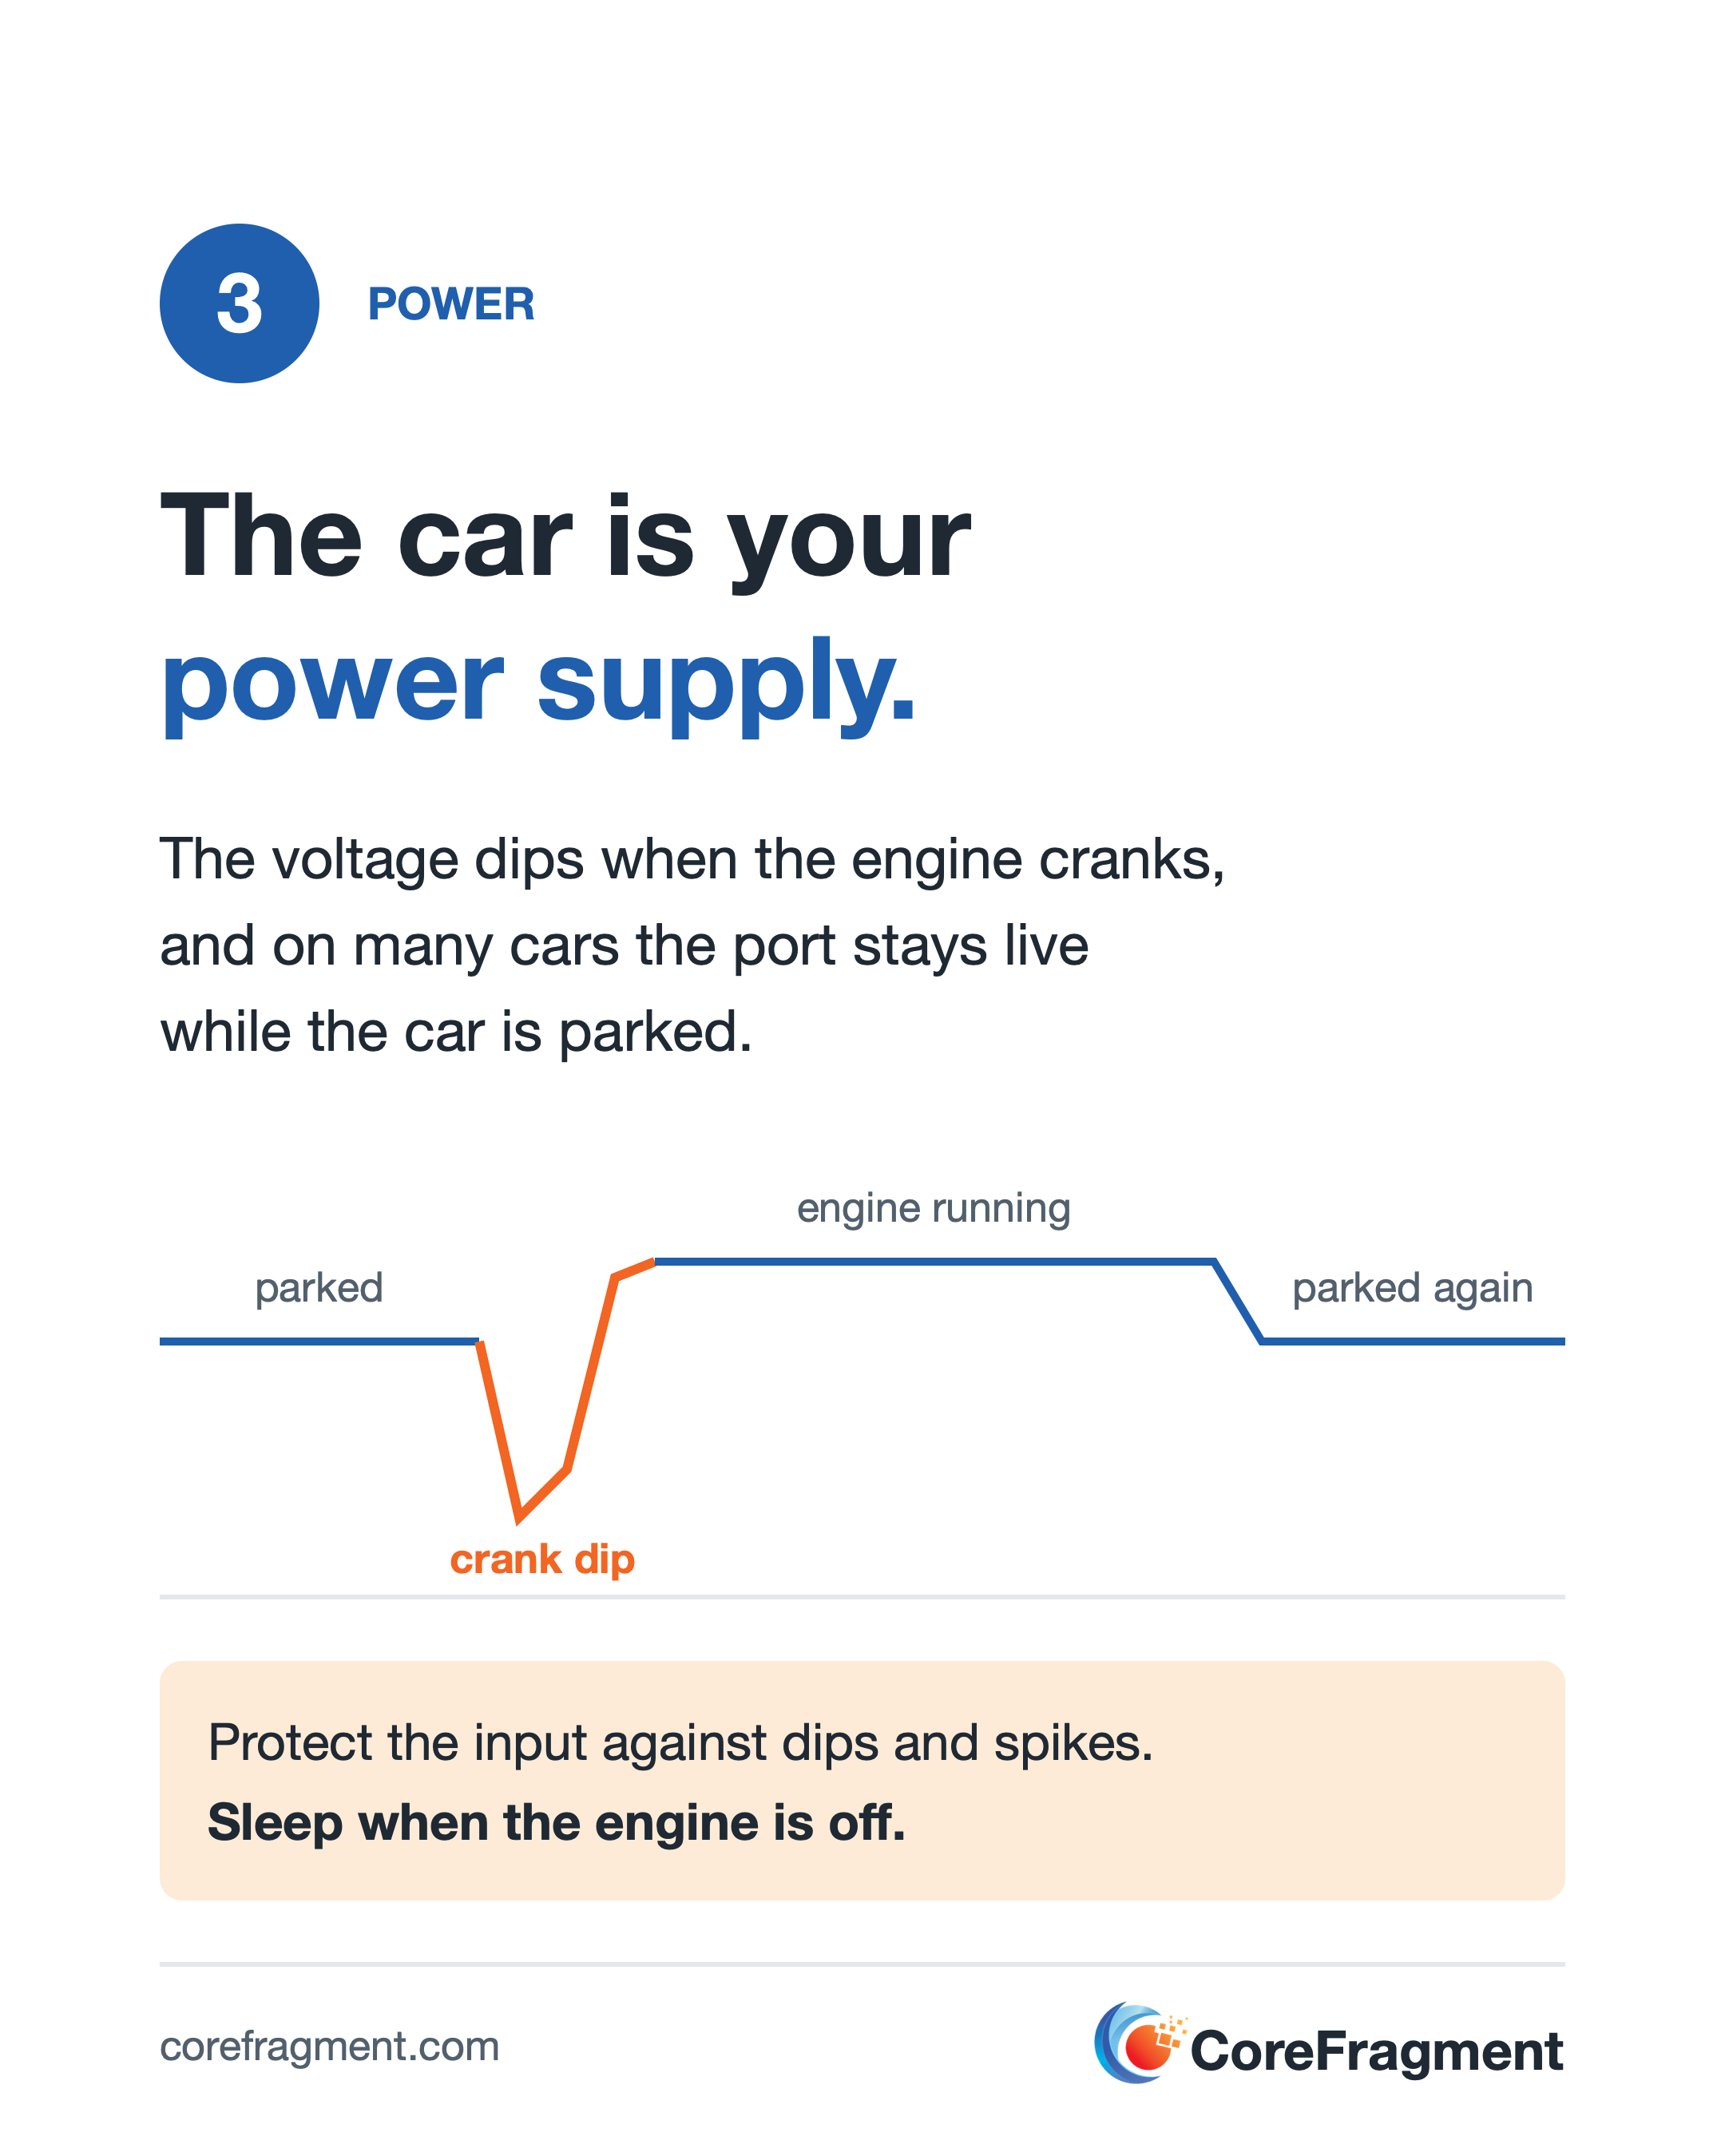 3
POWER
The car is your
power supply.
The voltage dips when the engine cranks,
and on many cars the port stays live
while the car is parked.
engine running
parked
parked again
crank dip
Protect the input against dips and spikes.
Sleep when the engine is off.
corefragment.com
CoreFragment